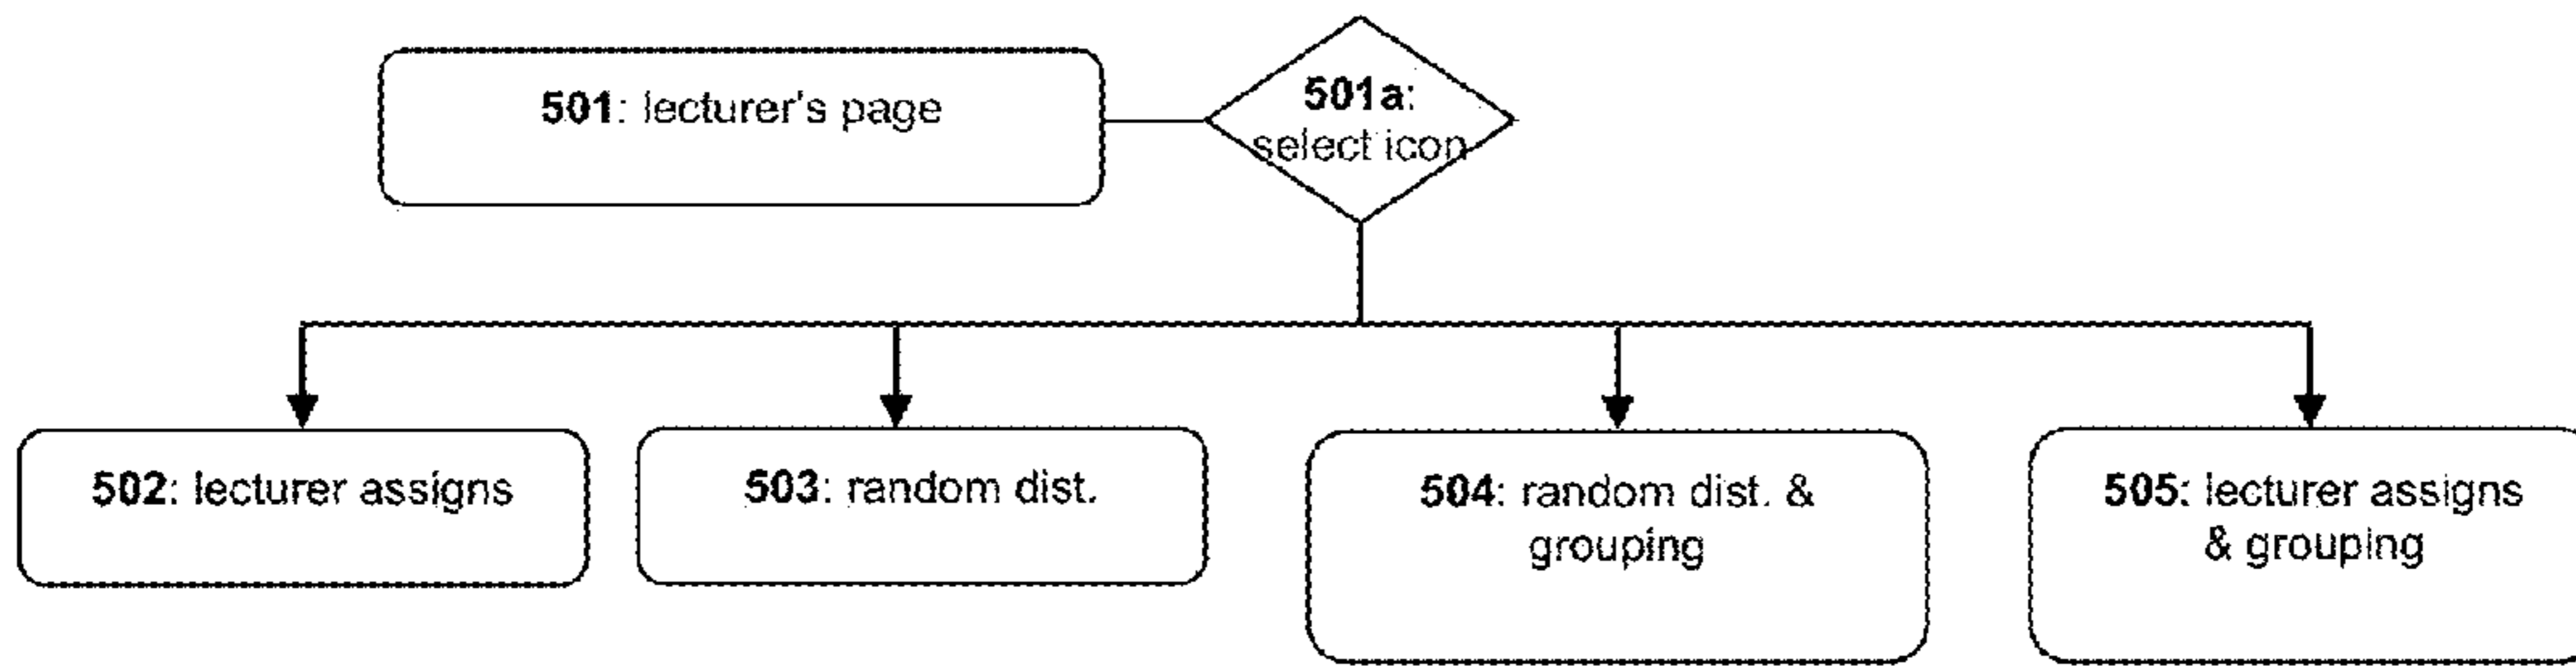 501: lecturer's page
501a:
select icon
502: lecturer assigns
503: random dist.
504: random dist. &
grouping
505: lecturer assigns
& grouping